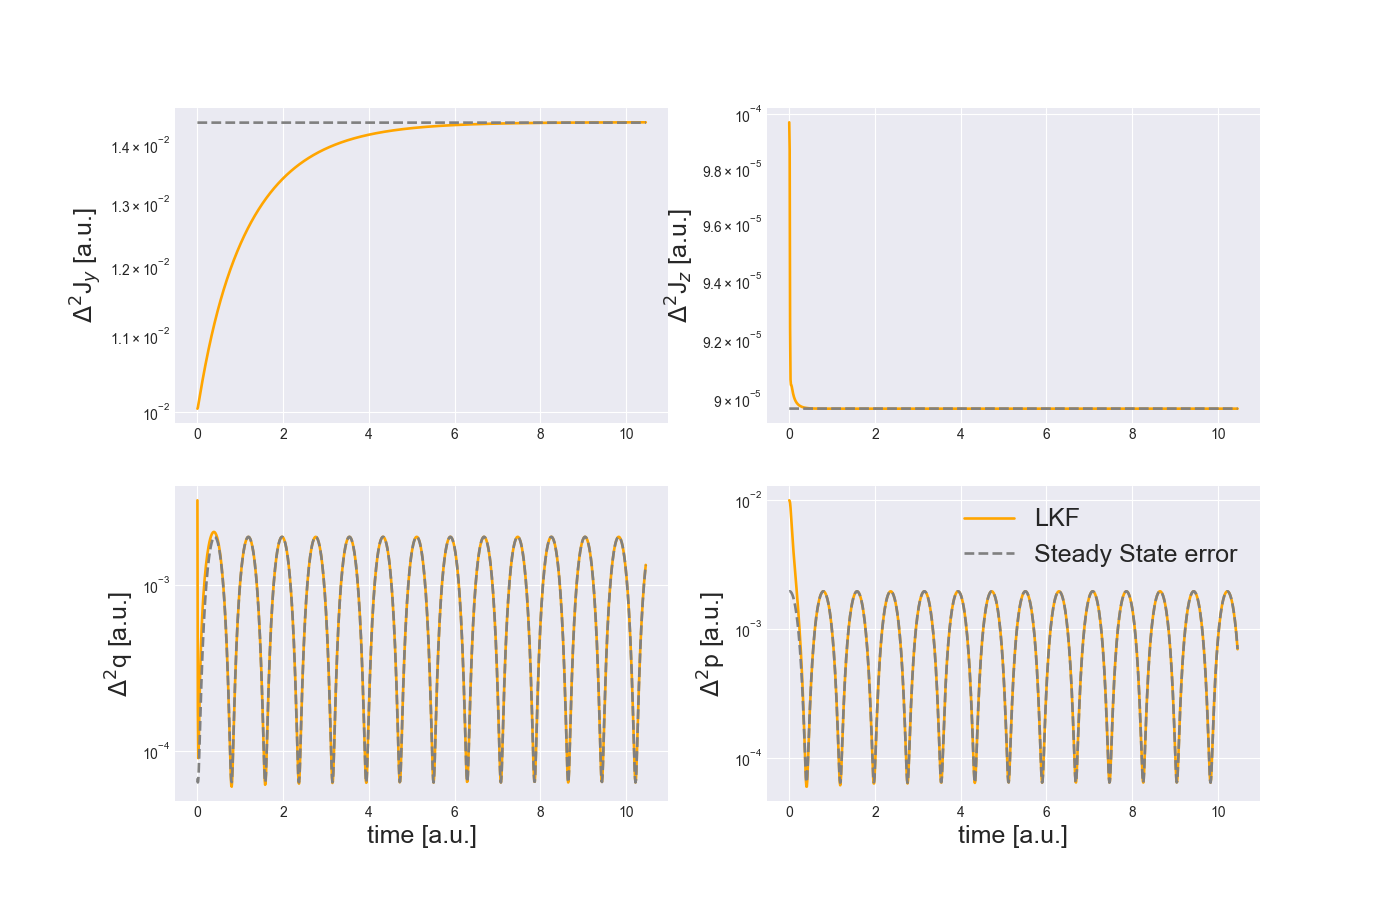 Δ²J_y [a.u.]
1.4 × 10⁻²
1.3 × 10⁻²
1.2 × 10⁻²
1.1 × 10⁻²
10⁻²
0 2 4 6 8 10
Δ²J_z [a.u.]
10⁻⁴
9.8 × 10⁻⁵
9.6 × 10⁻⁵
9.4 × 10⁻⁵
9.2 × 10⁻⁵
9 × 10⁻⁵
0 2 4 6 8 10
Δ²q [a.u.]
10⁻³
10⁻⁴
0 2 4 6 8 10
time [a.u.]
Δ²p [a.u.]
10⁻²
10⁻³
10⁻⁴
LKF
Steady State error
0 2 4 6 8 10
time [a.u.]